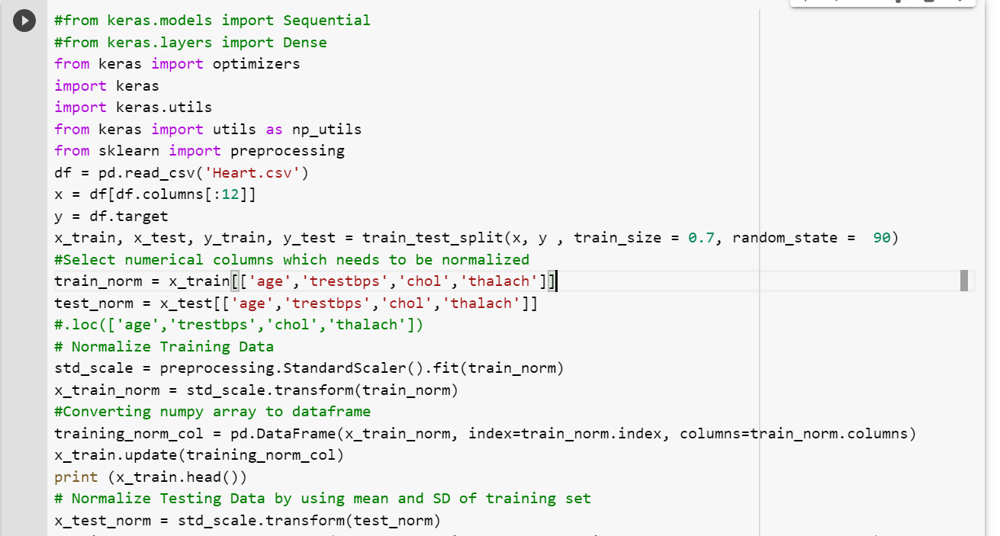 #from keras.models import Sequential
#from keras.layers import Dense
from keras import optimizers
import keras
import keras.utils
from keras import utils as np_utils
from sklearn import preprocessing
df = pd.read_csv('Heart.csv')
x = df[df.columns[:12]]
y = df.target
x_train, x_test, y_train, y_test = train_test_split(x, y , train_size = 0.7, random_state =  90)
#Select numerical columns which needs to be normalized
train_norm = x_train[['age','trestbps','chol','thalach']]
test_norm = x_test[['age','trestbps','chol','thalach']]
#.loc(['age','trestbps','chol','thalach'])
# Normalize Training Data
std_scale = preprocessing.StandardScaler().fit(train_norm)
x_train_norm = std_scale.transform(train_norm)
#Converting numpy array to dataframe
training_norm_col = pd.DataFrame(x_train_norm, index=train_norm.index, columns=train_norm.columns)
x_train.update(training_norm_col)
print (x_train.head())
# Normalize Testing Data by using mean and SD of training set
x_test_norm = std_scale.transform(test_norm)